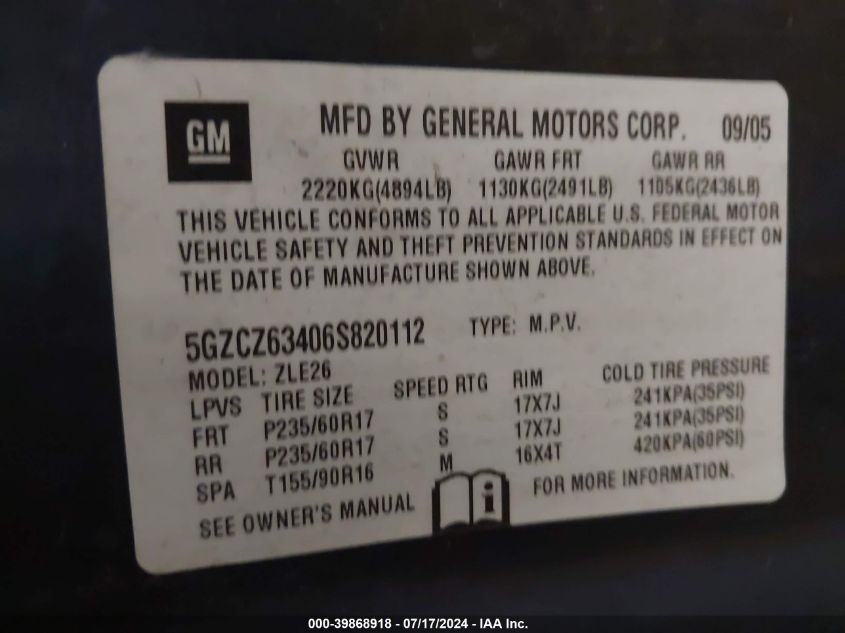 GM
MFD BY GENERAL MOTORS CORP. 09/05
GVWR GAWR FRT GAWR RR
2220KG(4894LB) 1130KG(2491LB) 1105KG(2436LB)
THIS VEHICLE CONFORMS TO ALL APPLICABLE U.S. FEDERAL MOTOR
VEHICLE SAFETY AND THEFT PREVENTION STANDARDS IN EFFECT ON
THE DATE OF MANUFACTURE SHOWN ABOVE.
5GZCZ63406S820112 TYPE: M.P.V.
MODEL: ZLE26
LPVS TIRE SIZE SPEED RTG RIM COLD TIRE PRESSURE
FRT P235/60R17 S 17X7J 241KPA(35PSI)
RR P235/60R17 S 17X7J 241KPA(35PSI)
SPA T155/90R16 M 16X4T 420KPA(60PSI)
SEE OWNER'S MANUAL i FOR MORE INFORMATION.
000-39868918 - 07/17/2024 - IAA Inc.